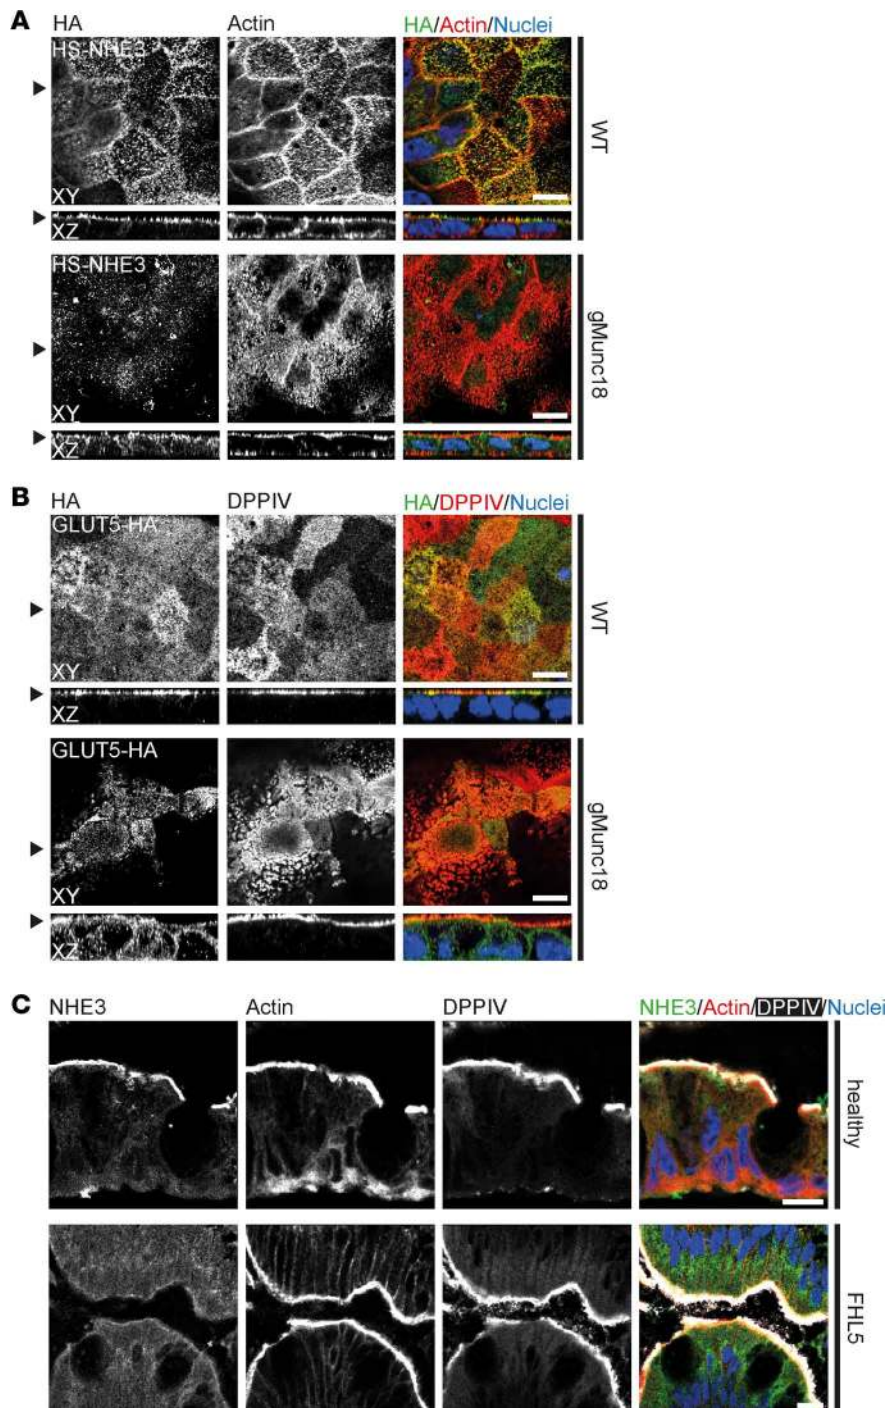 A
HA Actin HA/Actin/Nuclei
HS-NHE3
XY
XZ
WT
HS-NHE3
XY
XZ
gMunc18
B
HA DPPIV HA/DPPIV/Nuclei
GLUT5-HA
XY
XZ
WT
GLUT5-HA
XY
XZ
gMunc18
C
NHE3 Actin DPPIV NHE3/Actin/DPPIV/Nuclei
healthy
FHL5